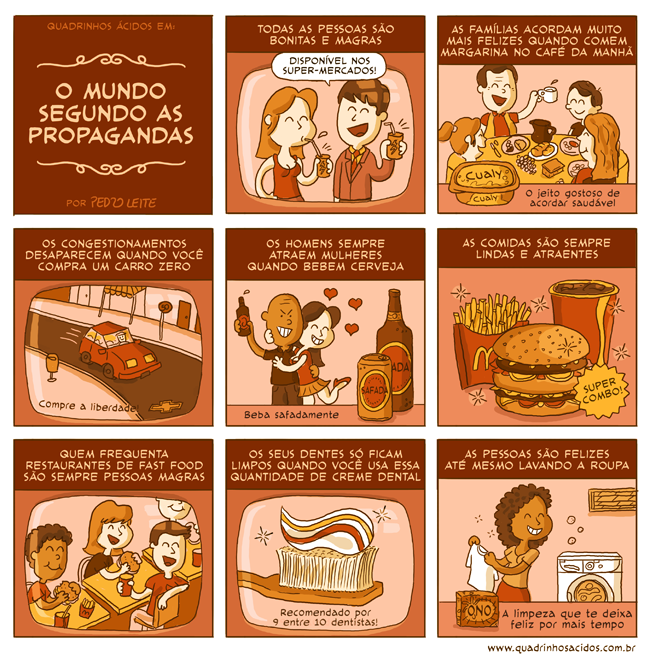 QUADRINHOS ÁCIDOS EM:
O MUNDO
SEGUNDO AS
PROPAGANDAS
POR PEDRO LEITE
TODAS AS PESSOAS SÃO
BONITAS E MAGRAS
DISPONÍVEL NOS
SUPER-MERCADOS!
AS FAMÍLIAS ACORDAM MUITO
MAIS FELIZES QUANDO COMEM
MARGARINA NO CAFÉ DA MANHÃ
CUALY
CUALY
O jeito gostoso de
acordar saudável
OS CONGESTIONAMENTOS
DESAPARECEM QUANDO VOCÊ
COMPRA UM CARRO ZERO
Compre a liberdade!
OS HOMENS SEMPRE
ATRAEM MULHERES
QUANDO BEBEM CERVEJA
SAFADA
ADA
Beba safadamente
AS COMIDAS SÃO SEMPRE
LINDAS E ATRAENTES
SUPER
COMBO!
QUEM FREQUENTA
RESTAURANTES DE FAST FOOD
SÃO SEMPRE PESSOAS MAGRAS
OS SEUS DENTES SÓ FICAM
LIMPOS QUANDO VOCÊ USA ESSA
QUANTIDADE DE CREME DENTAL
Recomendado por
9 entre 10 dentistas!
AS PESSOAS SÃO FELIZES
ATÉ MESMO LAVANDO A ROUPA
ONO
A limpeza que te deixa
feliz por mais tempo
www.quadrinhosacidos.com.br